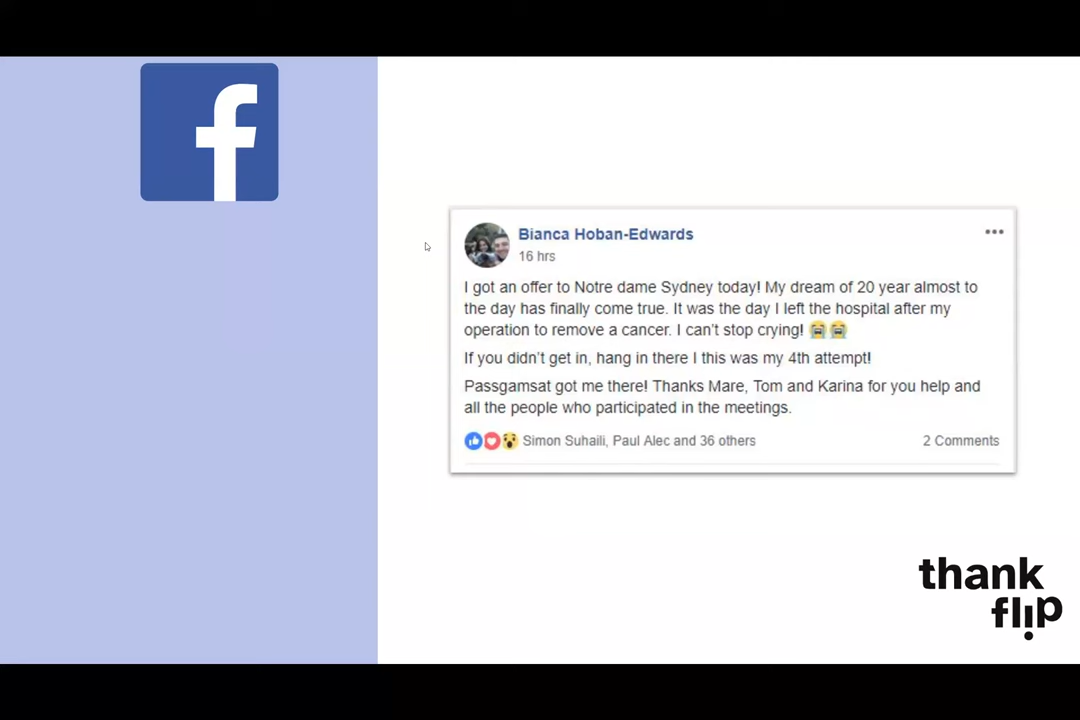 Bianca Hoban-Edwards
16 hrs
I got an offer to Notre dame Sydney today! My dream of 20 year almost to
the day has finally come true. It was the day I left the hospital after my
operation to remove a cancer. I can't stop crying! 😭😭
If you didn't get in, hang in there I this was my 4th attempt!
Passgamsat got me there! Thanks Mare, Tom and Karina for you help and
all the people who participated in the meetings.
Simon Suhaili, Paul Alec and 36 others 2 Comments
thank
flip